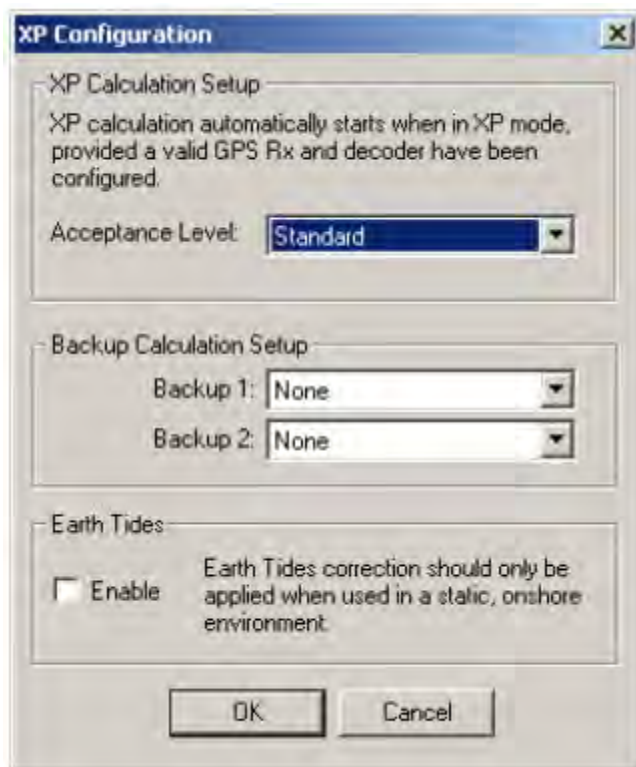 XP Configuration
XP Calculation Setup
XP calculation automatically starts when in XP mode,
provided a valid GPS Rx and decoder have been
configured.
Acceptance Level: Standard
Backup Calculation Setup
Backup 1: None
Backup 2: None
Earth Tides
Enable
Earth Tides correction should only be
applied when used in a static, onshore
environment.
OK Cancel